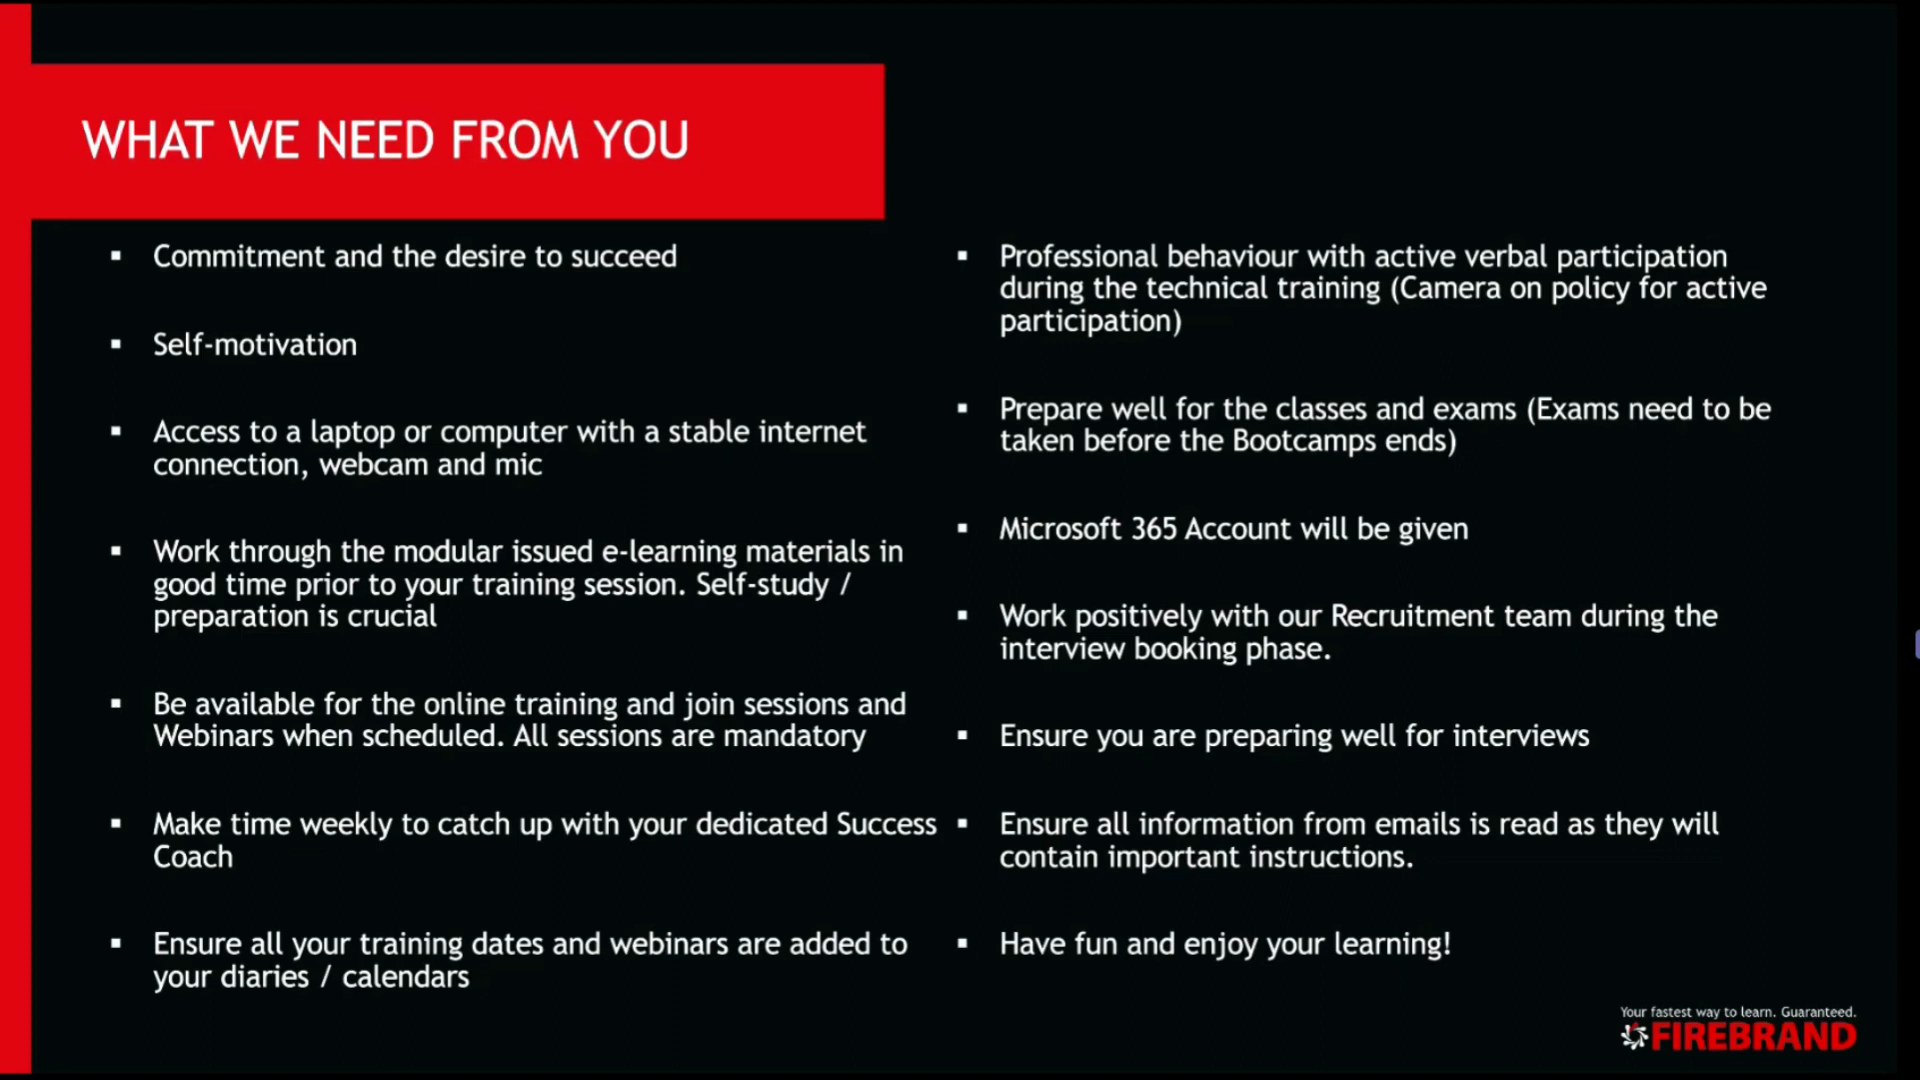 WHAT WE NEED FROM YOU
Commitment and the desire to succeed
Self-motivation
Access to a laptop or computer with a stable internet
connection, webcam and mic
Work through the modular issued e-learning materials in
good time prior to your training session. Self-study /
preparation is crucial
Be available for the online training and join sessions and
Webinars when scheduled. All sessions are mandatory
Make time weekly to catch up with your dedicated Success
Coach
Ensure all your training dates and webinars are added to
your diaries / calendars
Professional behaviour with active verbal participation
during the technical training (Camera on policy for active
participation)
Prepare well for the classes and exams (Exams need to be
taken before the Bootcamps ends)
Microsoft 365 Account will be given
Work positively with our Recruitment team during the
interview booking phase.
Ensure you are preparing well for interviews
Ensure all information from emails is read as they will
contain important instructions.
Have fun and enjoy your learning!
Your fastest way to learn. Guaranteed.
FIREBRAND